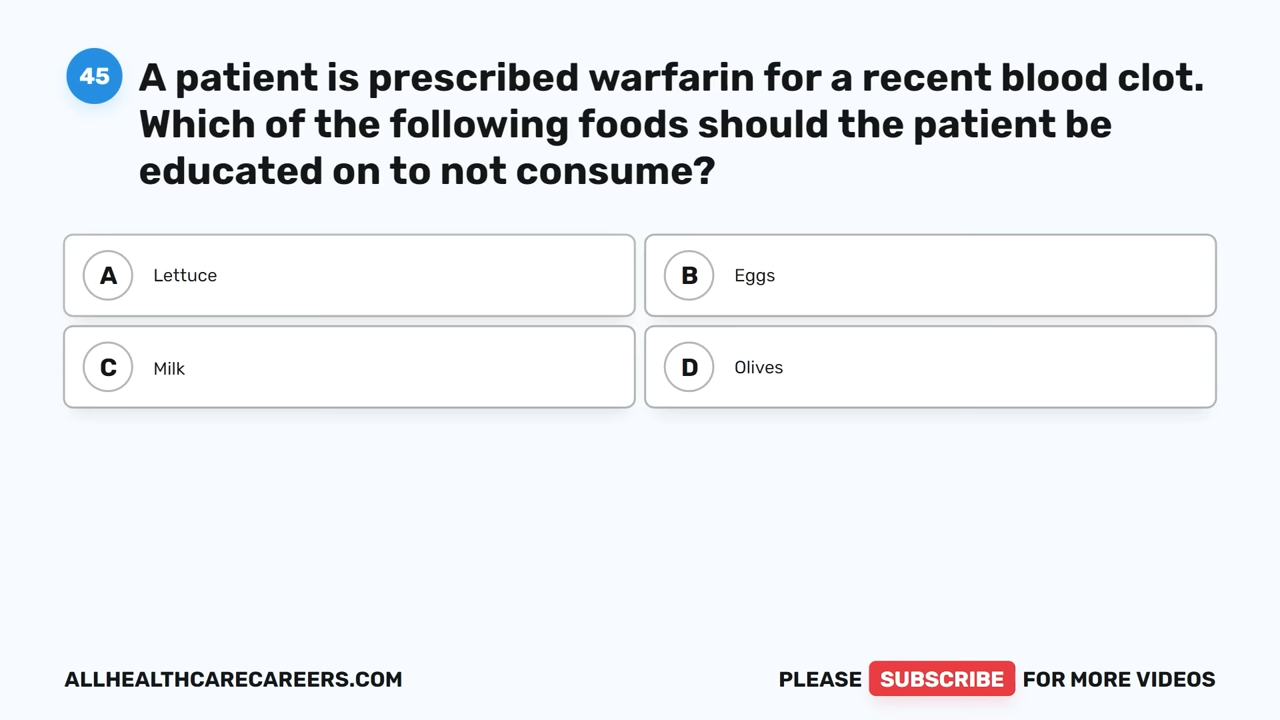 45
A patient is prescribed warfarin for a recent blood clot.
Which of the following foods should the patient be
educated on to not consume?
A Lettuce
B Eggs
C Milk
D Olives
ALLHEALTHCARECAREERS.COM
PLEASE SUBSCRIBE FOR MORE VIDEOS